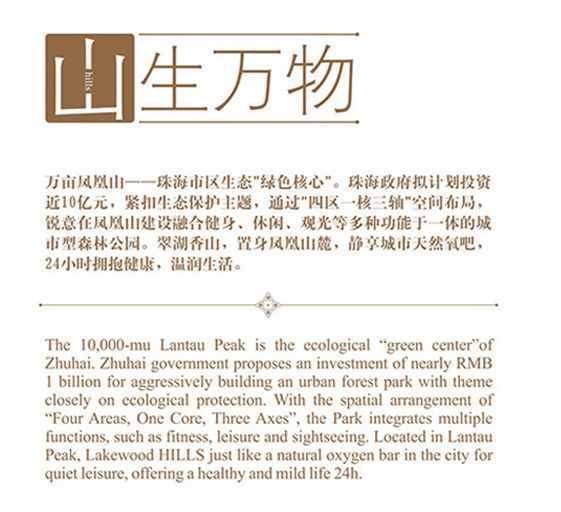 山生万物
hills
万亩凤凰山——珠海市区生态"绿色核心"。珠海政府拟计划投资
近10亿元，紧扣生态保护主题，通过"四区一核三轴"空间布局，
锐意在凤凰山建设融合健身、休闲、观光等多种功能于一体的城
市型森林公园。翠湖香山，置身凤凰山麓，静享城市天然氧吧，
24小时拥抱健康，温润生活。
The 10,000-mu Lantau Peak is the ecological “green center”of
Zhuhai. Zhuhai government proposes an investment of nearly RMB
1 billion for aggressively building an urban forest park with theme
closely on ecological protection. With the spatial arrangement of
“Four Areas, One Core, Three Axes”, the Park integrates multiple
functions, such as fitness, leisure and sightseeing. Located in Lantau
Peak, Lakewood HILLS just like a natural oxygen bar in the city for
quiet leisure, offering a healthy and mild life 24h.